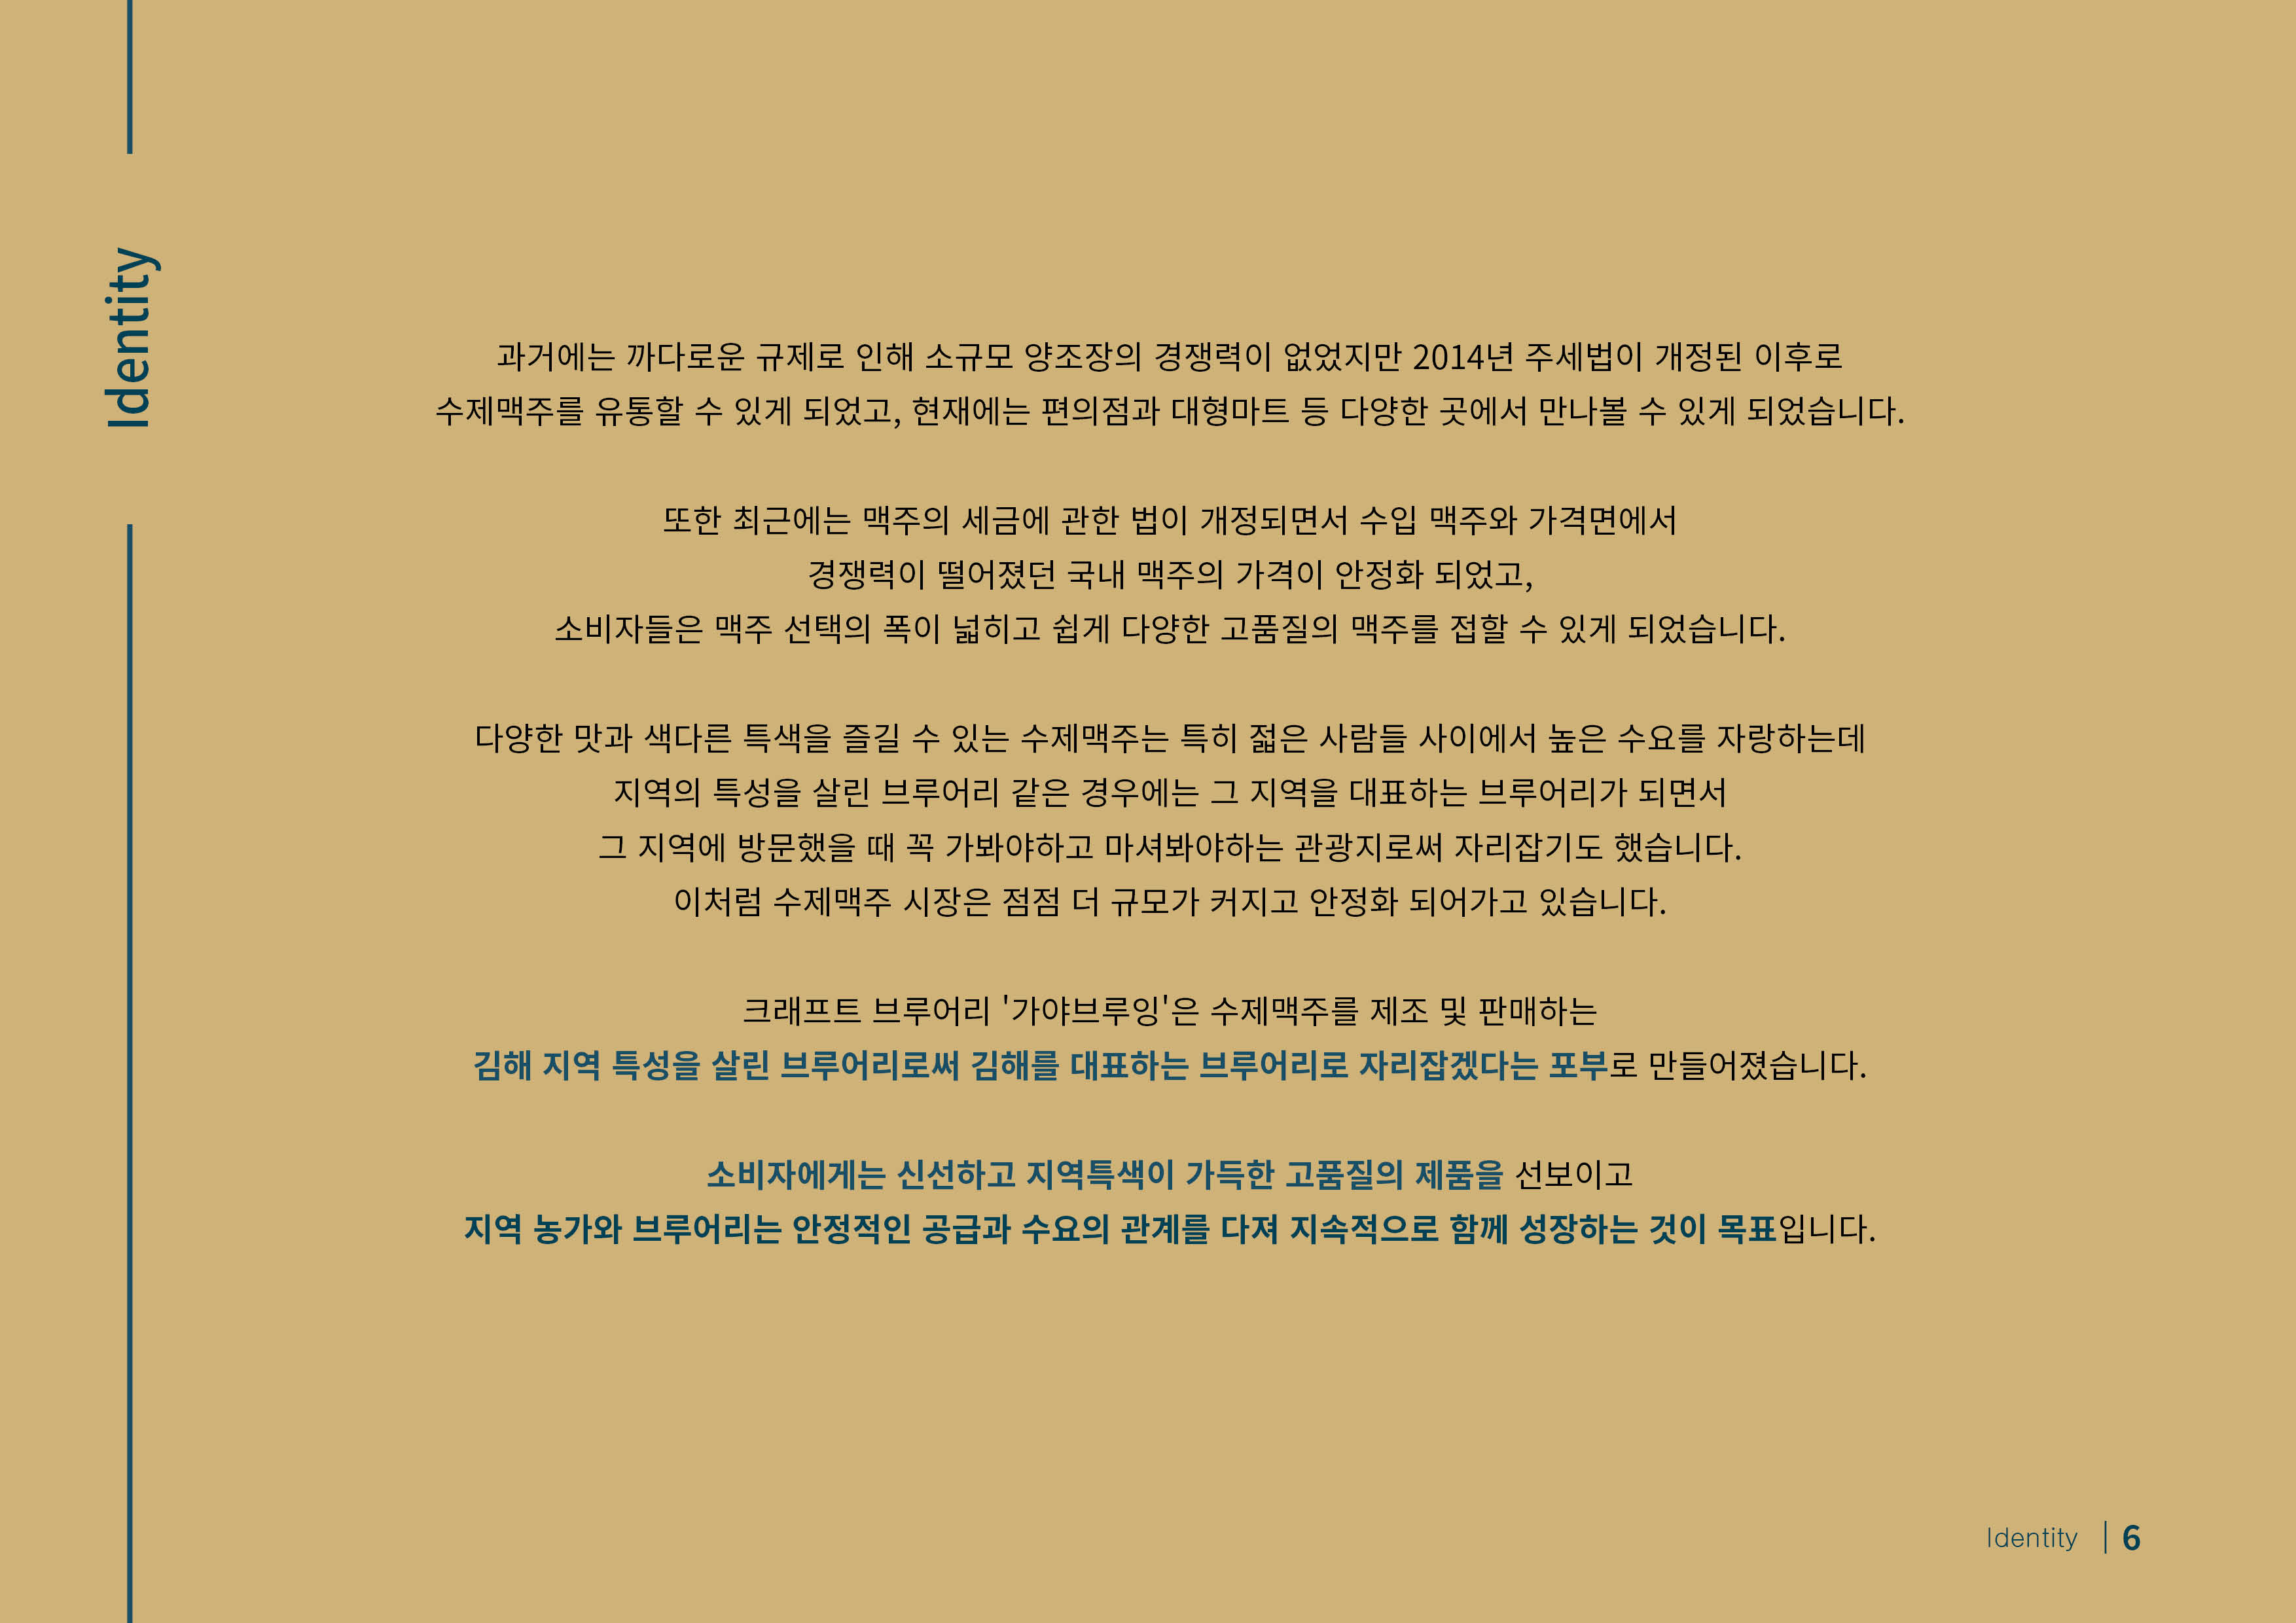 Identity
과거에는 까다로운 규제로 인해 소규모 양조장의 경쟁력이 없었지만 2014년 주세법이 개정된 이후로
수제맥주를 유통할 수 있게 되었고, 현재에는 편의점과 대형마트 등 다양한 곳에서 만나볼 수 있게 되었습니다.
또한 최근에는 맥주의 세금에 관한 법이 개정되면서 수입 맥주와 가격면에서
경쟁력이 떨어졌던 국내 맥주의 가격이 안정화 되었고,
소비자들은 맥주 선택의 폭이 넓히고 쉽게 다양한 고품질의 맥주를 접할 수 있게 되었습니다.
다양한 맛과 색다른 특색을 즐길 수 있는 수제맥주는 특히 젊은 사람들 사이에서 높은 수요를 자랑하는데
지역의 특성을 살린 브루어리 같은 경우에는 그 지역을 대표하는 브루어리가 되면서
그 지역에 방문했을 때 꼭 가봐야하고 마셔봐야하는 관광지로써 자리잡기도 했습니다.
이처럼 수제맥주 시장은 점점 더 규모가 커지고 안정화 되어가고 있습니다.
크래프트 브루어리 '가야브루잉'은 수제맥주를 제조 및 판매하는
김해 지역 특성을 살린 브루어리로써 김해를 대표하는 브루어리로 자리잡겠다는 포부로 만들어졌습니다.
소비자에게는 신선하고 지역특색이 가득한 고품질의 제품을 선보이고
지역 농가와 브루어리는 안정적인 공급과 수요의 관계를 다져 지속적으로 함께 성장하는 것이 목표입니다.
Identity | 6